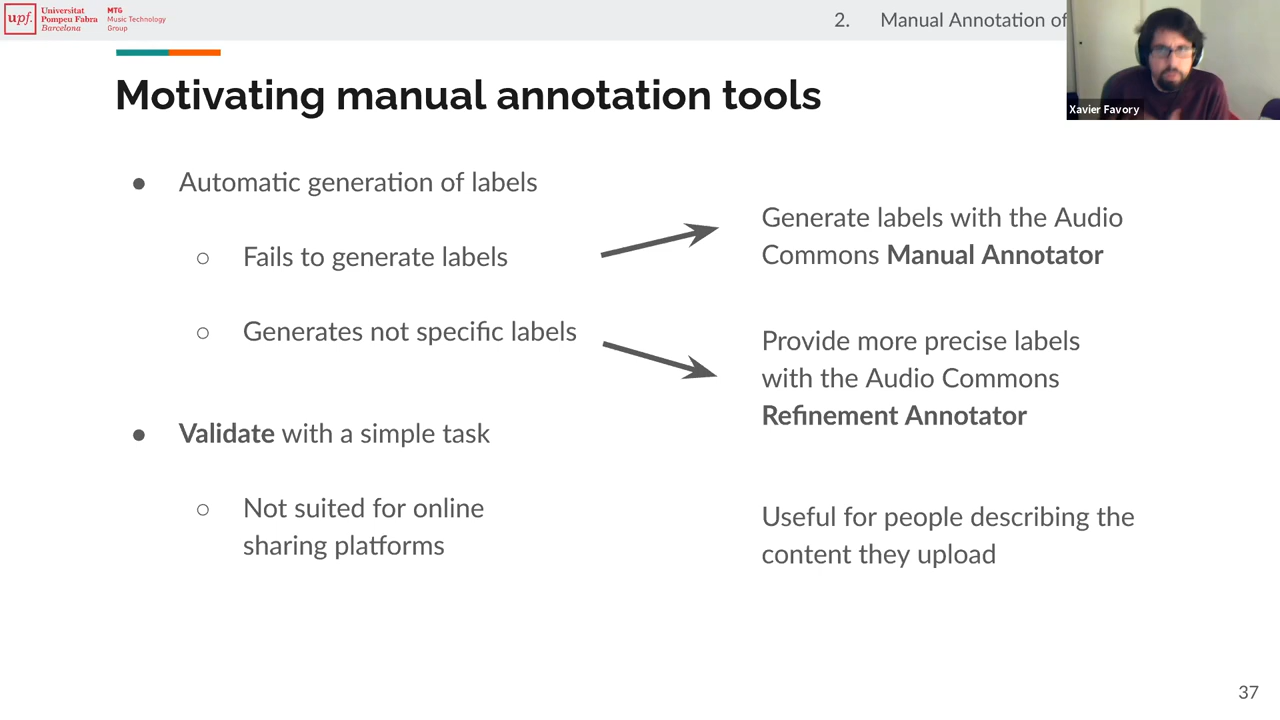 upf.
Universitat
Pompeu Fabra
Barcelona
MTG
Music Technology
Group
2. Manual Annotation of
Xavier Favory
Motivating manual annotation tools
● Automatic generation of labels
○ Fails to generate labels
○ Generates not specific labels
● Validate with a simple task
○ Not suited for online
sharing platforms
Generate labels with the Audio
Commons Manual Annotator
Provide more precise labels
with the Audio Commons
Refinement Annotator
Useful for people describing the
content they upload
37